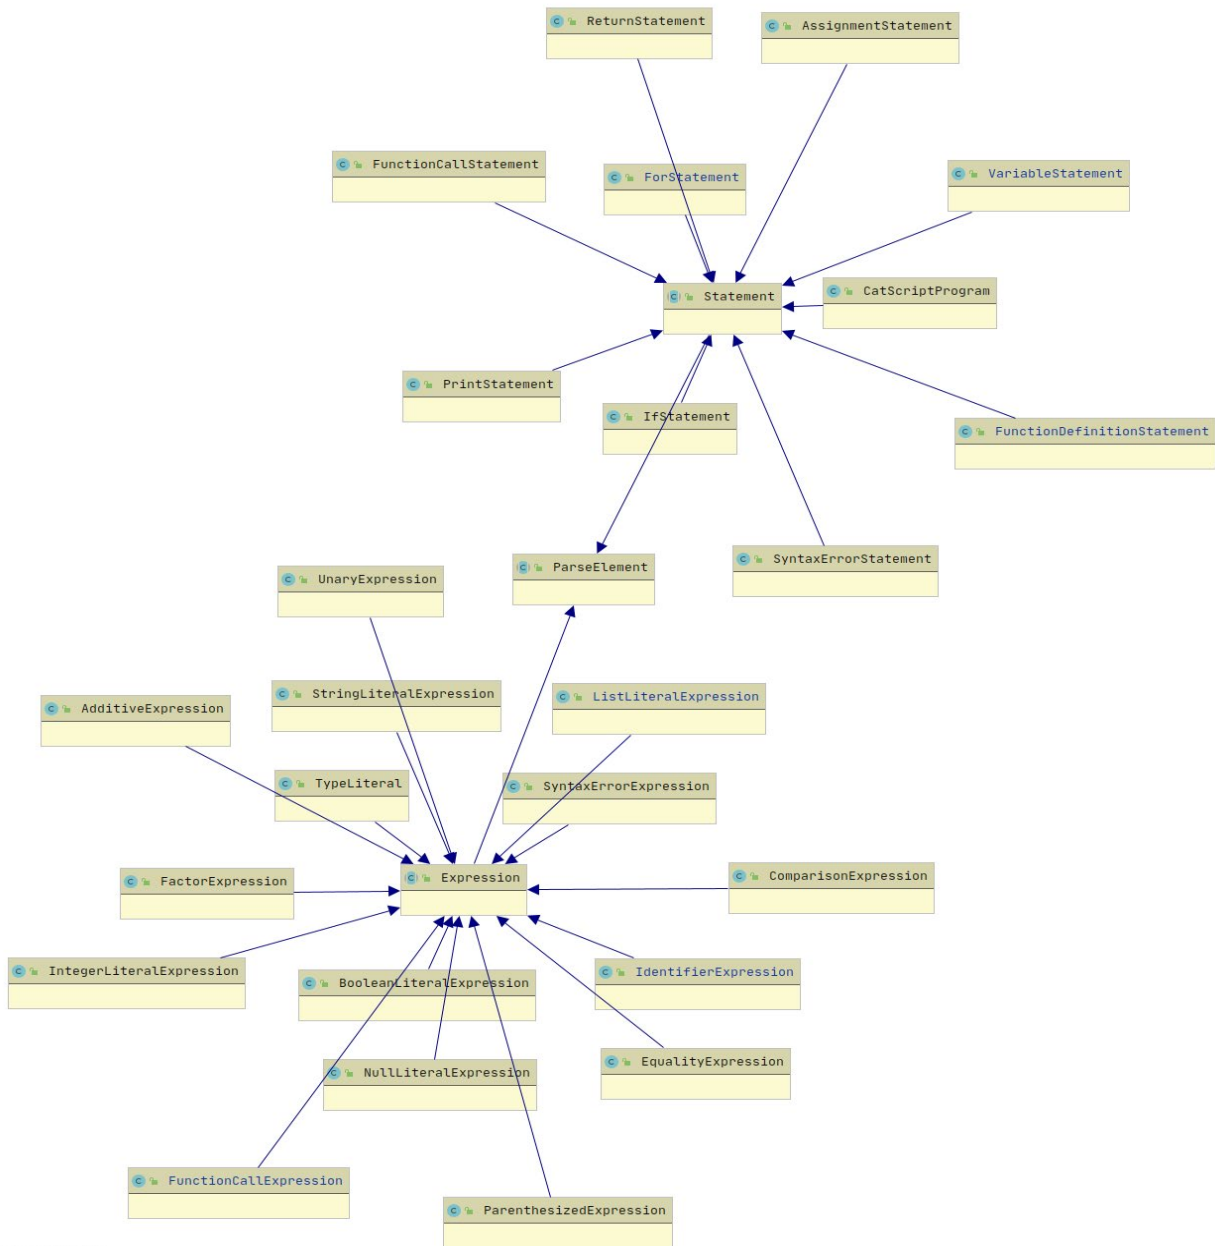 ReturnStatement
AssignmentStatement
FunctionCallStatement
ForStatement
VariableStatement
Statement
CatScriptProgram
PrintStatement
IfStatement
FunctionDefinitionStatement
SyntaxErrorStatement
ParseElement
UnaryExpression
StringLiteralExpression
ListLiteralExpression
AdditiveExpression
TypeLiteral
SyntaxErrorExpression
FactorExpression
Expression
ComparisonExpression
IntegerLiteralExpression
BooleanLiteralExpression
IdentifierExpression
EqualityExpression
NullLiteralExpression
FunctionCallExpression
ParenthesizedExpression